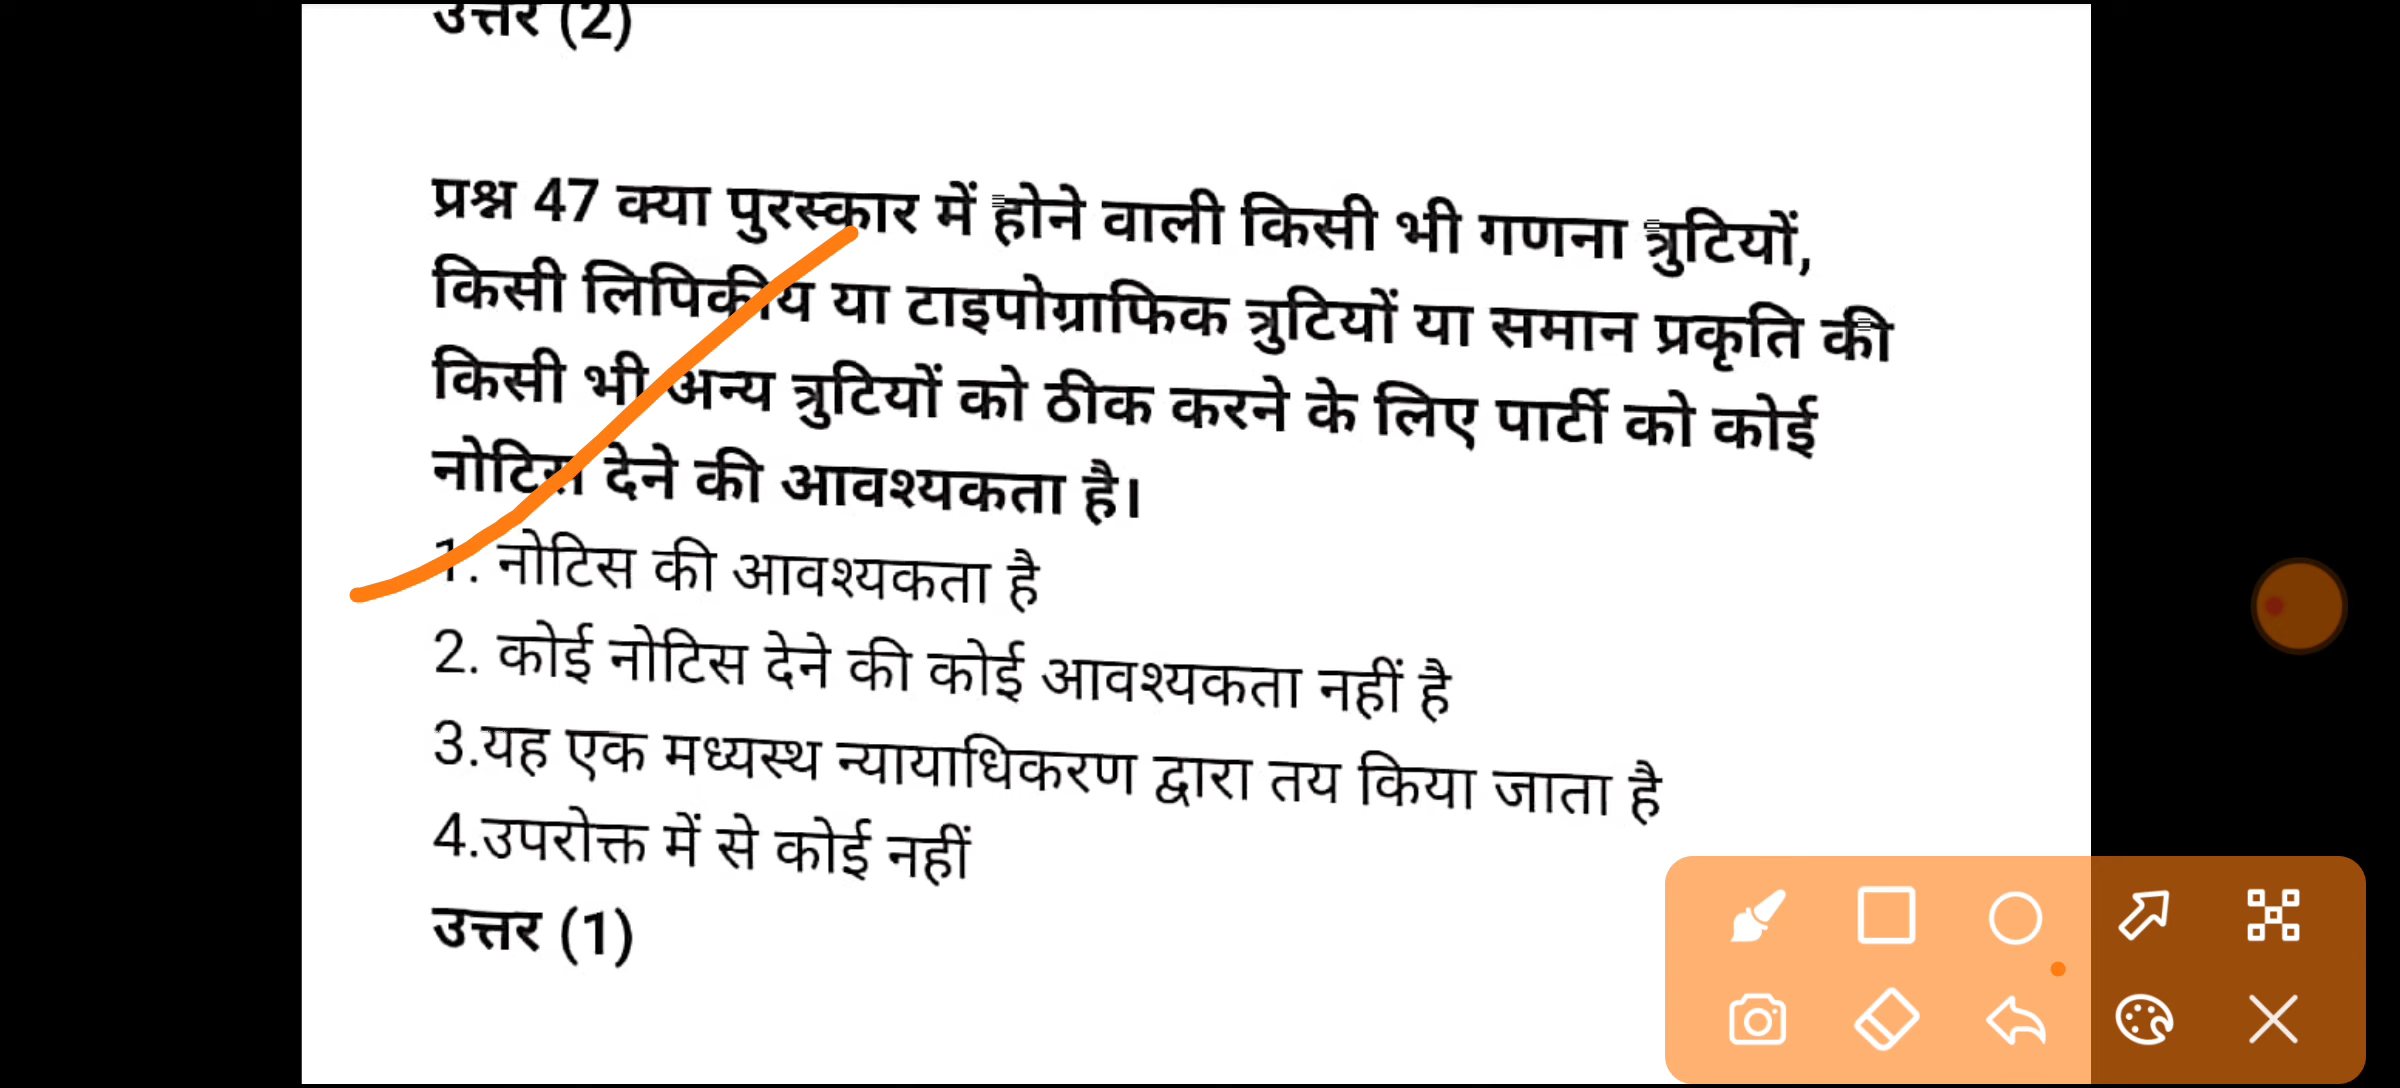 उत्तर (2)
प्रश्न 47 क्या पुरस्कार में होने वाली किसी भी गणना त्रुटियों,
किसी लिपिकीय या टाइपोग्राफिक त्रुटियों या समान प्रकृति की
किसी भी अन्य त्रुटियों को ठीक करने के लिए पार्टी को कोई
नोटिस देने की आवश्यकता है।
1. नोटिस की आवश्यकता है
2. कोई नोटिस देने की कोई आवश्यकता नहीं है
3.यह एक मध्यस्थ न्यायाधिकरण द्वारा तय किया जाता है
4.उपरोक्त में से कोई नहीं
उत्तर (1)